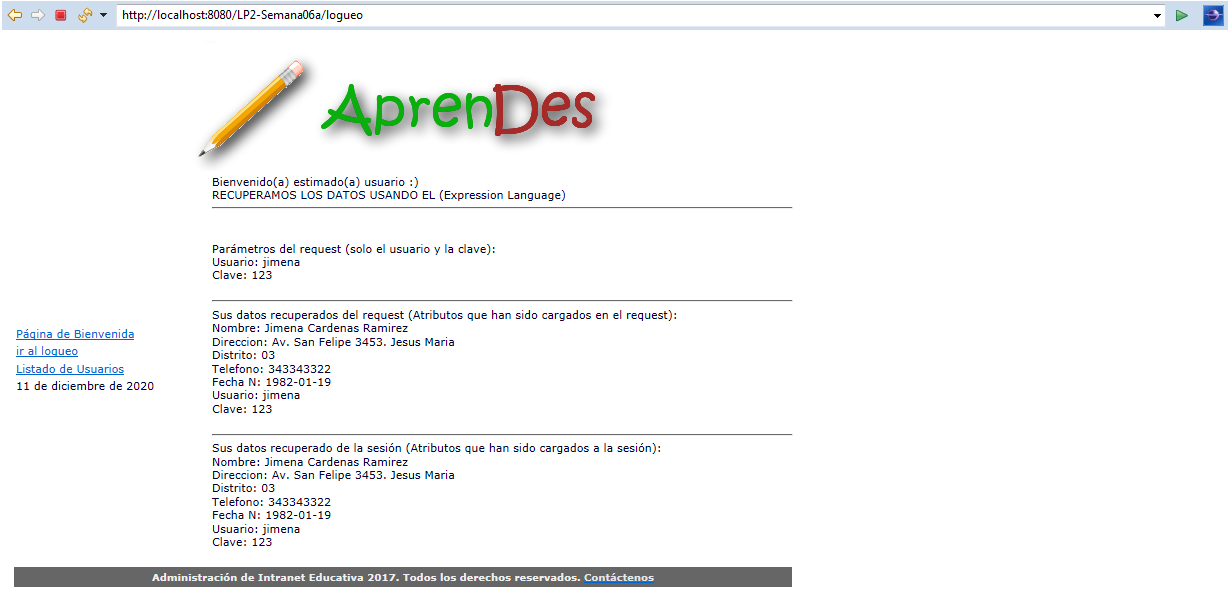 http://localhost:8080/LP2-Semana06a/logueo
AprenDes
Bienvenido(a) estimado(a) usuario :)
RECUPERAMOS LOS DATOS USANDO EL (Expression Language)
Parámetros del request (solo el usuario y la clave):
Usuario: jimena
Clave: 123
Página de Bienvenida
ir al logueo
Listado de Usuarios
11 de diciembre de 2020
Sus datos recuperados del request (Atributos que han sido cargados en el request):
Nombre: Jimena Cardenas Ramirez
Direccion: Av. San Felipe 3453. Jesus Maria
Distrito: 03
Telefono: 343343322
Fecha N: 1982-01-19
Usuario: jimena
Clave: 123
Sus datos recuperado de la sesión (Atributos que han sido cargados a la sesión):
Nombre: Jimena Cardenas Ramirez
Direccion: Av. San Felipe 3453. Jesus Maria
Distrito: 03
Telefono: 343343322
Fecha N: 1982-01-19
Usuario: jimena
Clave: 123
Administración de Intranet Educativa 2017. Todos los derechos reservados. Contáctenos